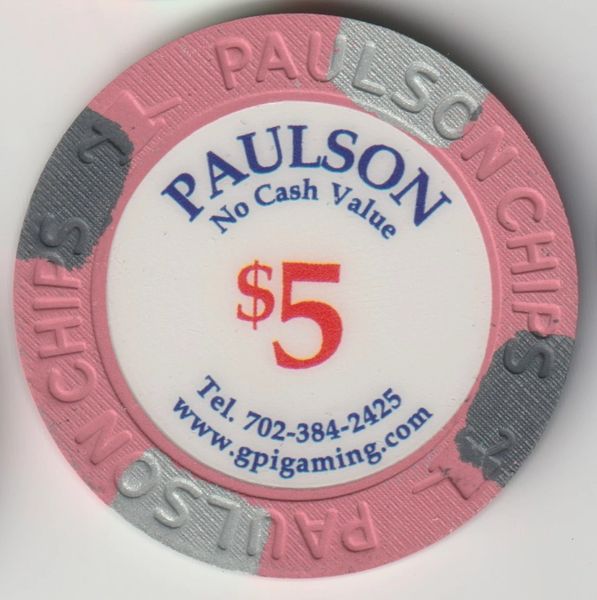 PAULSON CHIPS
PAULSON
No Cash Value
$5
Tel. 702-384-2425
www.gpigaming.com
PAULSON CHIPS